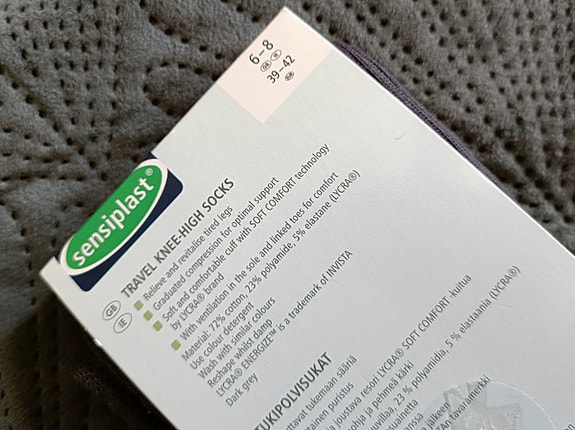 6–8
GB IE
39–42
sensiplast®
GB IE
TRAVEL KNEE-HIGH SOCKS
Relieve and revitalise tired legs
Graduated compression for optimal support
Soft and comfortable cuff with SOFT COMFORT technology
by LYCRA® brand
With ventilation in the sole and linked toes for comfort
Material: 72% cotton, 23% polyamide, 5% elastane (LYCRA®)
Use colour detergent
Wash with similar colours
Reshape whilst damp
LYCRA® ENERGIZE™ is a trademark of INVISTA
Dark grey
TUKIPOLVISUKAT
tukemaan sääriä
puristus
joustava resori LYCRA® SOFT COMFORT -kuitua
ja pehmeä kärki
23 % polyamidia, 5 % elastaania (LYCRA®)
jälkeen
tavaramerkki